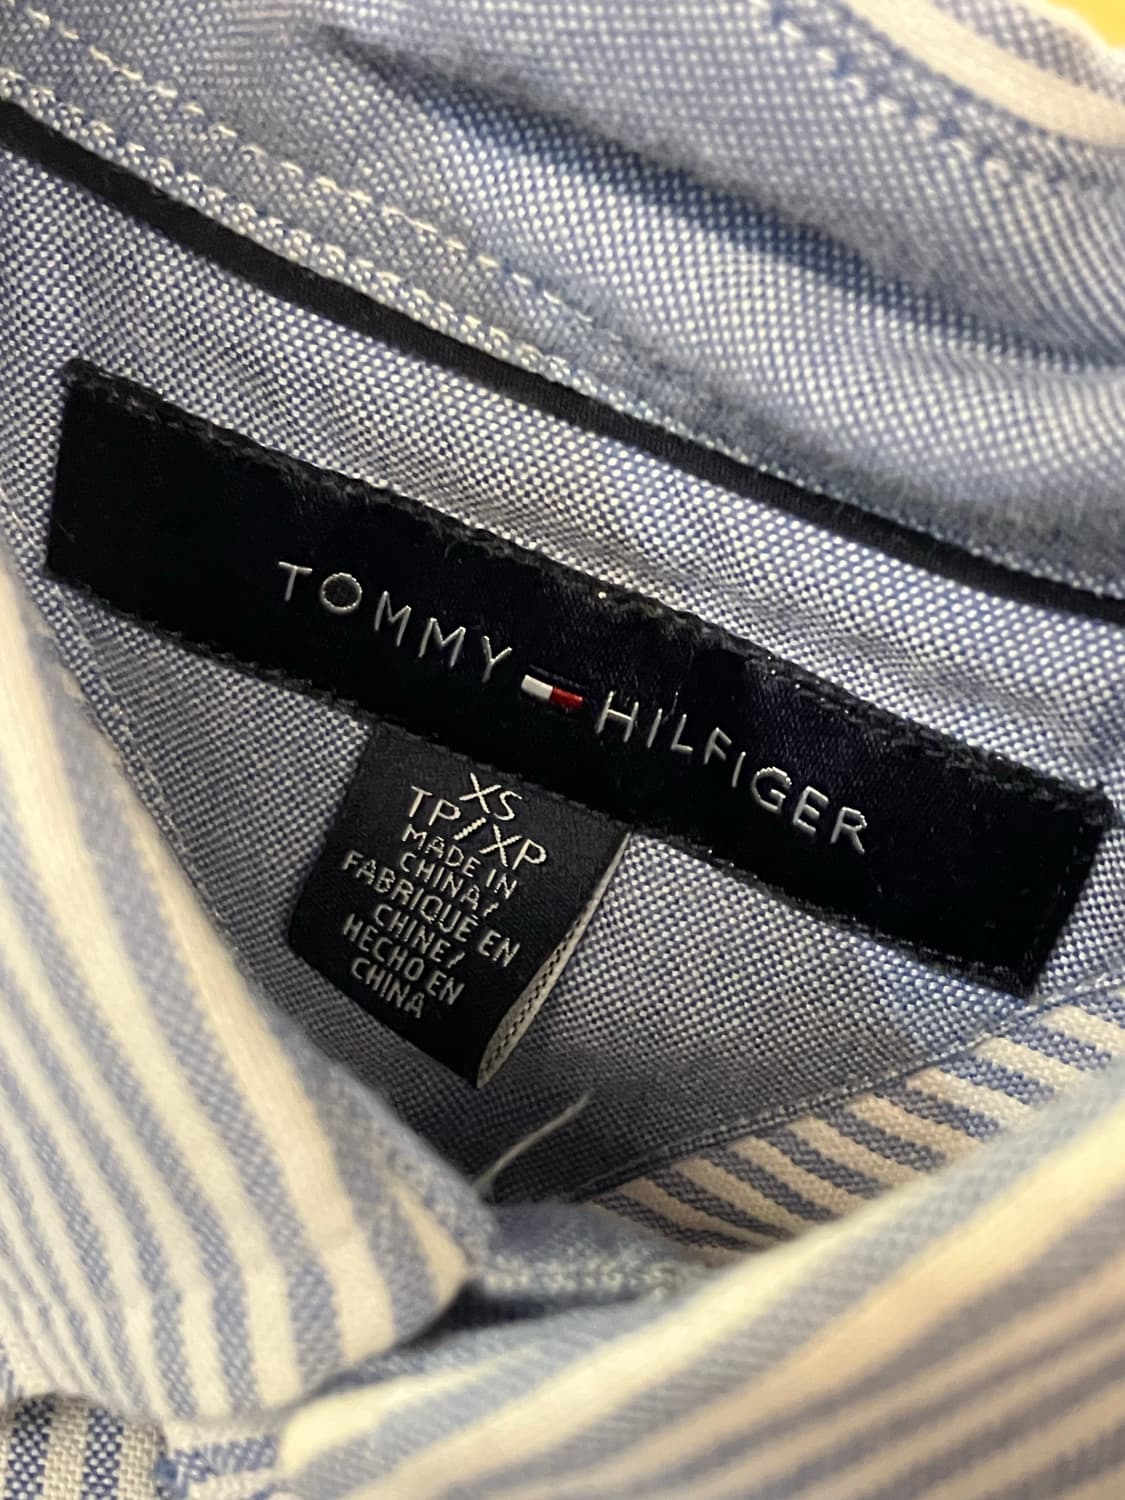 TOMMY HILFIGER
XS
TP/XP
MADE IN
CHINA/
FABRIQUÉ EN
CHINE/
HECHO EN
CHINA